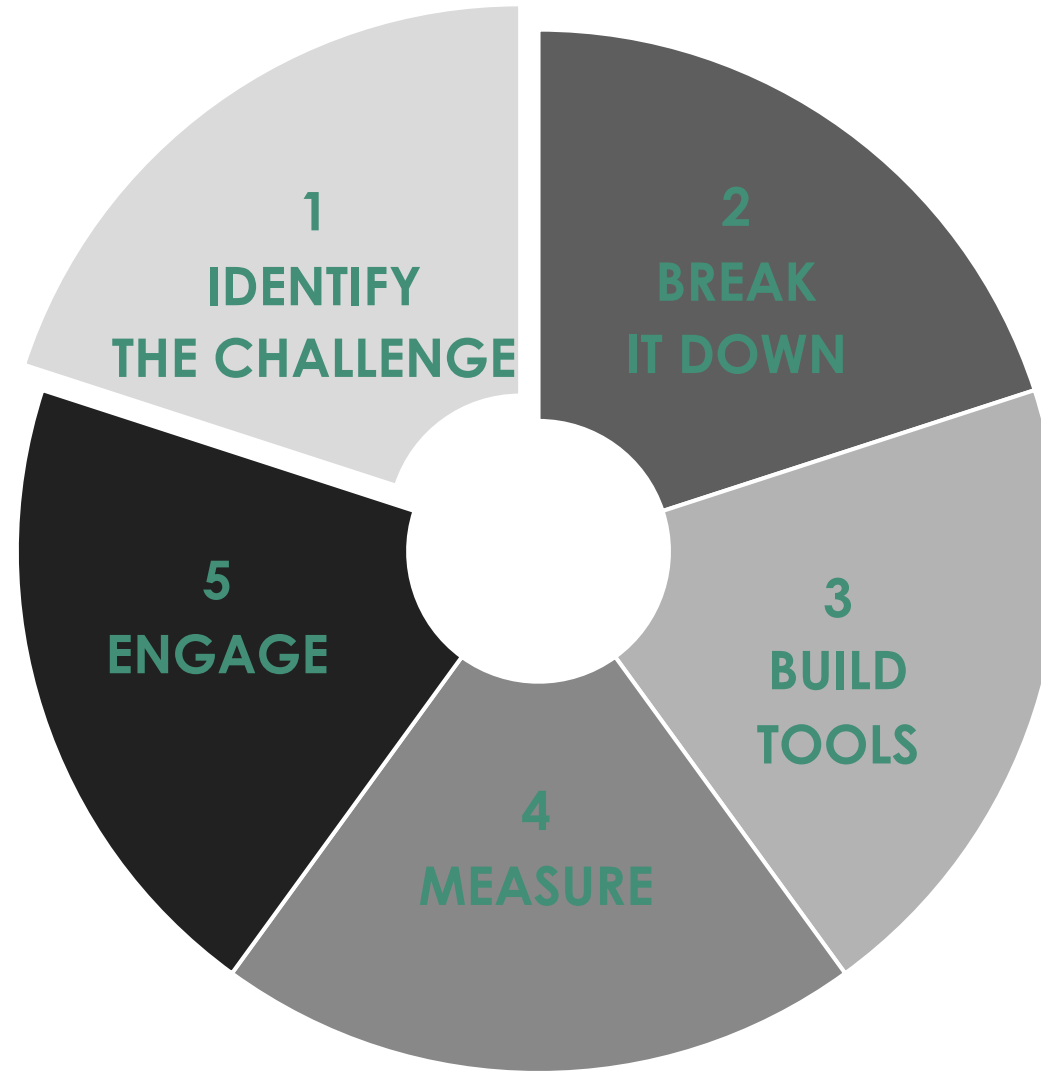 1
IDENTIFY
THE CHALLENGE
2
BREAK
IT DOWN
3
BUILD
TOOLS
4
MEASURE
5
ENGAGE